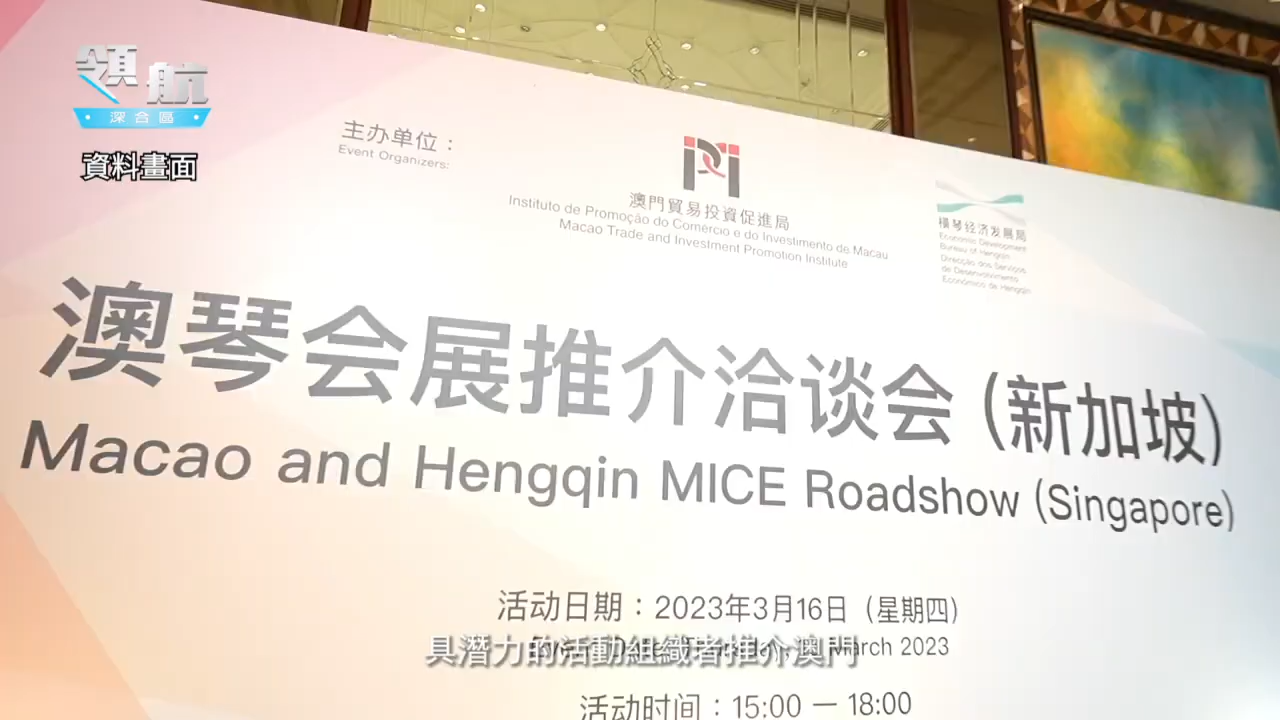 領航
深合區
資料畫面
主办单位：
Event Organizers:
澳門貿易投資促進局
Instituto de Promoção do Comércio e do Investimento de Macau
Macao Trade and Investment Promotion Institute
横琴经济发展局
Economic Development
Bureau of Hengqin
Direcção dos Serviços
de Desenvolvimento
Económico de Hengqin
澳琴会展推介洽谈会（新加坡）
Macao and Hengqin MICE Roadshow (Singapore)
活动日期：2023年3月16日（星期四）
March 2023
具潛力的活動組織者推介澳門
活动时间：15:00 — 18:00